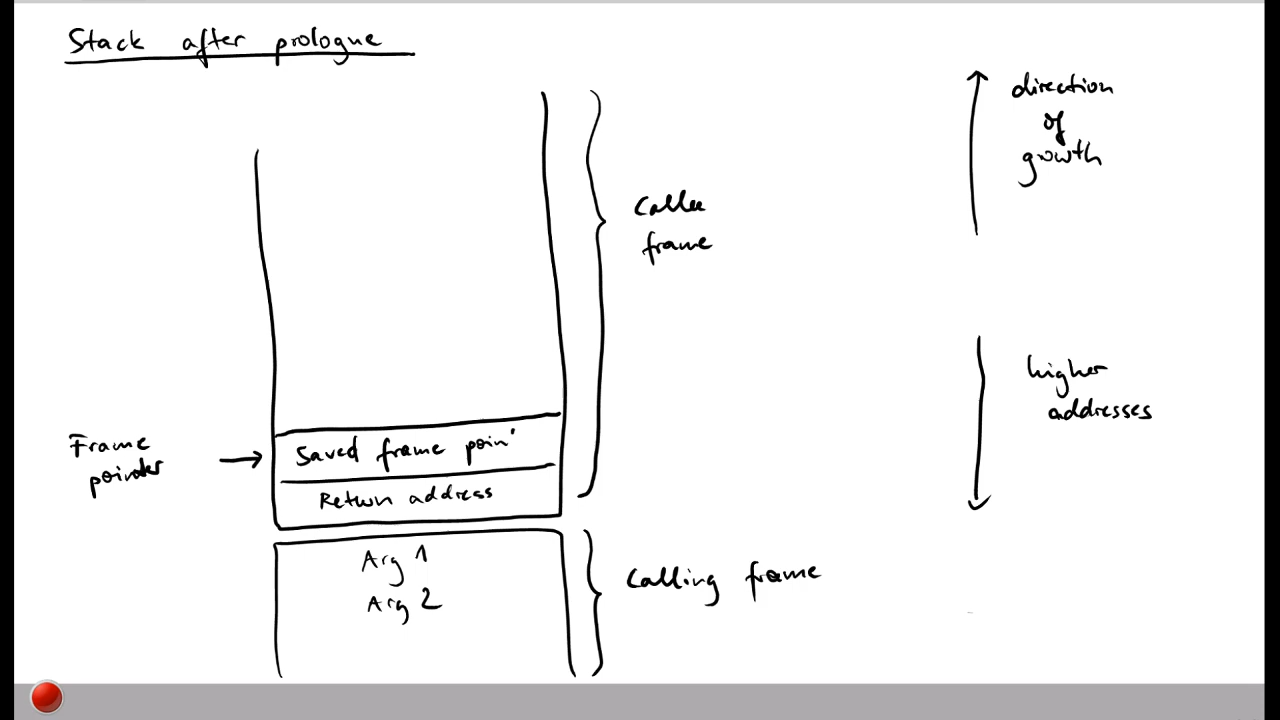 Stack after prologue
direction
of
growth
Callee
frame
higher
addresses
Frame
pointer
Saved frame poin
Return address
Arg 1
Arg 2
Calling frame